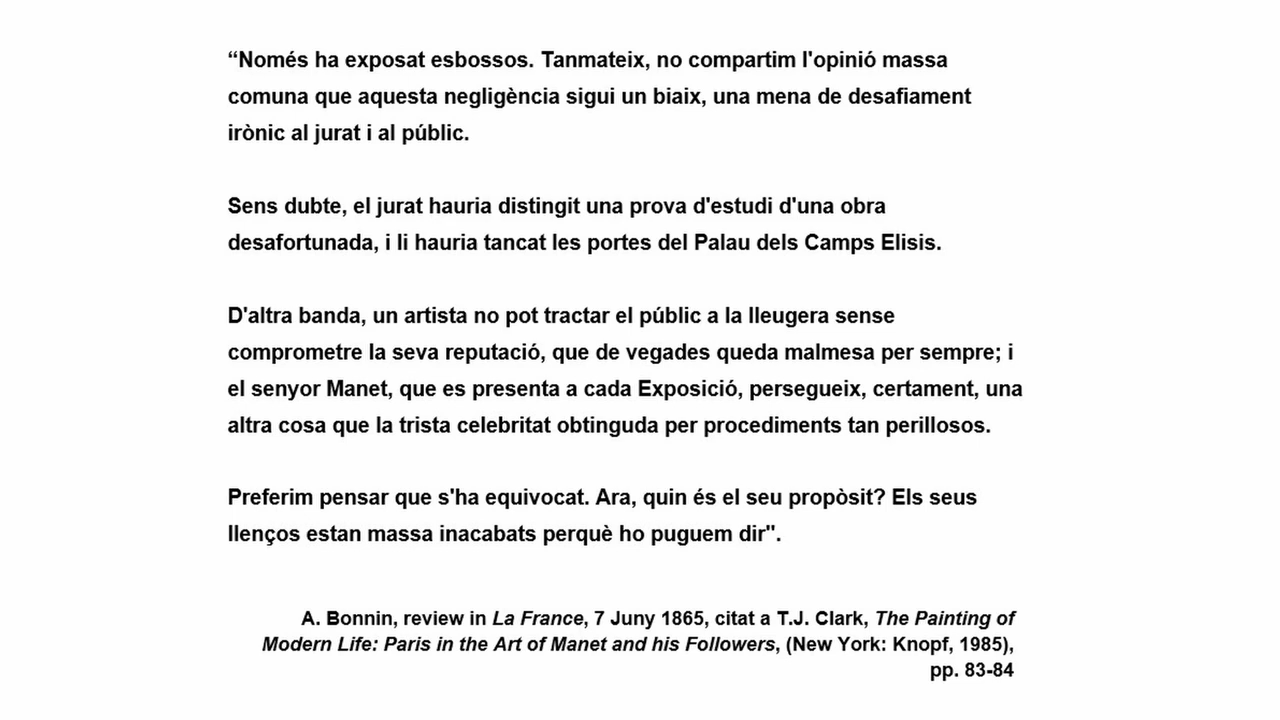 “Només ha exposat esbossos. Tanmateix, no compartim l'opinió massa
comuna que aquesta negligència sigui un biaix, una mena de desafiament
irònic al jurat i al públic.
Sens dubte, el jurat hauria distingit una prova d'estudi d'una obra
desafortunada, i li hauria tancat les portes del Palau dels Camps Elisis.
D'altra banda, un artista no pot tractar el públic a la lleugera sense
comprometre la seva reputació, que de vegades queda malmesa per sempre; i
el senyor Manet, que es presenta a cada Exposició, persegueix, certament, una
altra cosa que la trista celebritat obtinguda per procediments tan perillosos.
Preferim pensar que s'ha equivocat. Ara, quin és el seu propòsit? Els seus
llenços estan massa inacabats perquè ho puguem dir".
A. Bonnin, review in La France, 7 Juny 1865, citat a T.J. Clark, The Painting of
Modern Life: Paris in the Art of Manet and his Followers, (New York: Knopf, 1985),
pp. 83-84